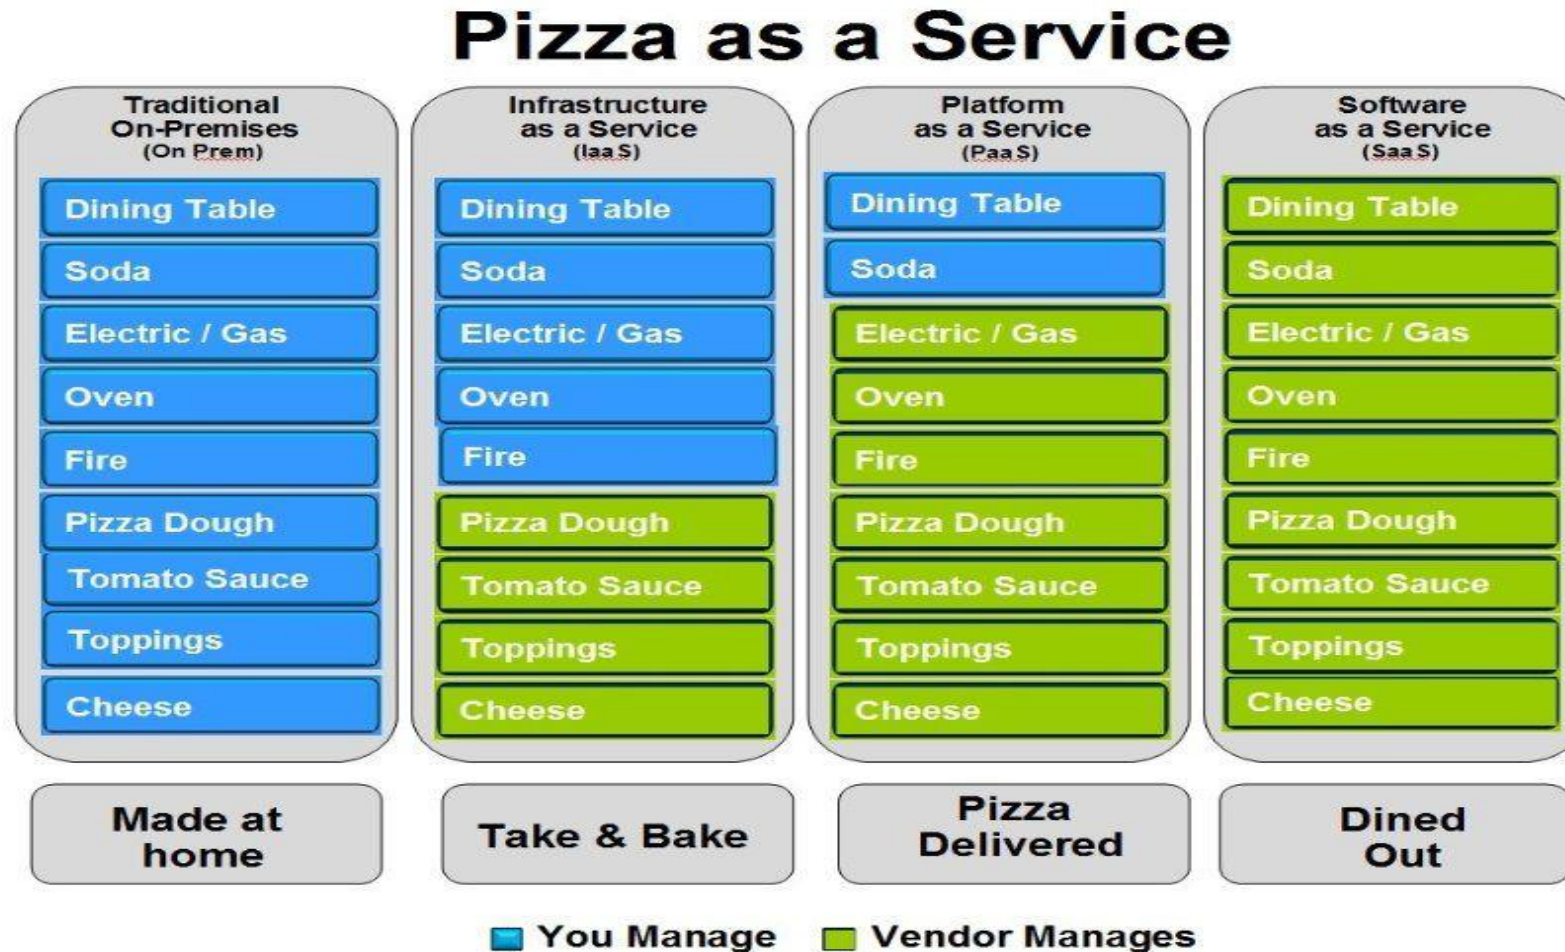 Pizza as a Service
Traditional
On-Premises
(On Prem)
Dining Table
Soda
Electric / Gas
Oven
Fire
Pizza Dough
Tomato Sauce
Toppings
Cheese
Made at
home
Infrastructure
as a Service
(IaaS)
Dining Table
Soda
Electric / Gas
Oven
Fire
Pizza Dough
Tomato Sauce
Toppings
Cheese
Take & Bake
Platform
as a Service
(PaaS)
Dining Table
Soda
Electric / Gas
Oven
Fire
Pizza Dough
Tomato Sauce
Toppings
Cheese
Pizza
Delivered
Software
as a Service
(SaaS)
Dining Table
Soda
Electric / Gas
Oven
Fire
Pizza Dough
Tomato Sauce
Toppings
Cheese
Dined
Out
You Manage
Vendor Manages